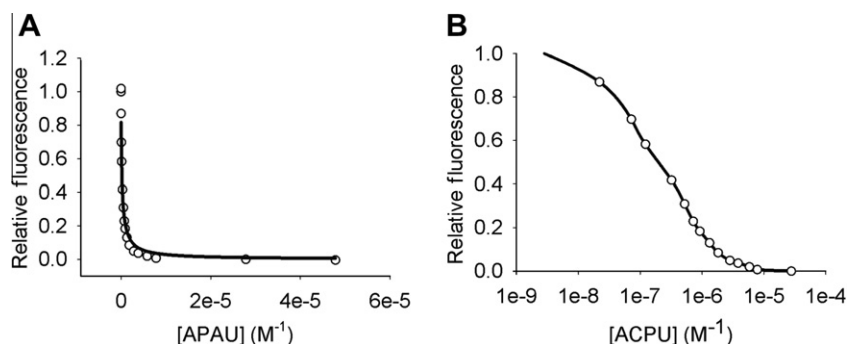 A
Relative fluorescence
1.2
1.0
0.8
0.6
0.4
0.2
0.0
0 2e-5 4e-5 6e-5
[APAU] (M⁻¹)
B
Relative fluorescence
1.0
0.8
0.6
0.4
0.2
0.0
1e-9 1e-8 1e-7 1e-6 1e-5 1e-4
[ACPU] (M⁻¹)